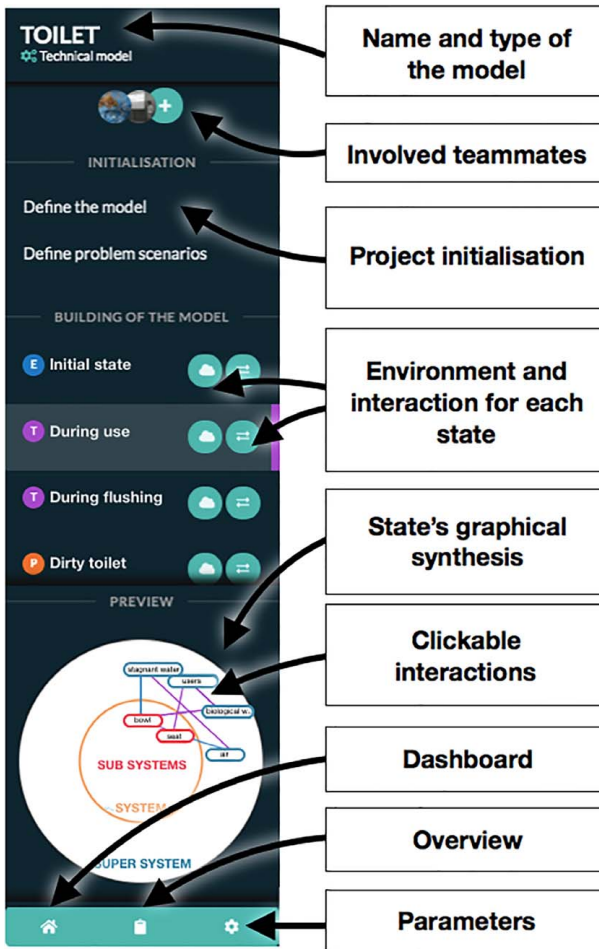 TOILET
Technical model
INITIALISATION
Define the model
Define problem scenarios
BUILDING OF THE MODEL
E Initial state
T During use
T During flushing
P Dirty toilet
PREVIEW
stagnant water
users
biological w..
bowl
seat
air
SUB SYSTEMS
SYSTEM
SUPER SYSTEM
Name and type of
the model
Involved teammates
Project initialisation
Environment and
interaction for each
state
State's graphical
synthesis
Clickable
interactions
Dashboard
Overview
Parameters